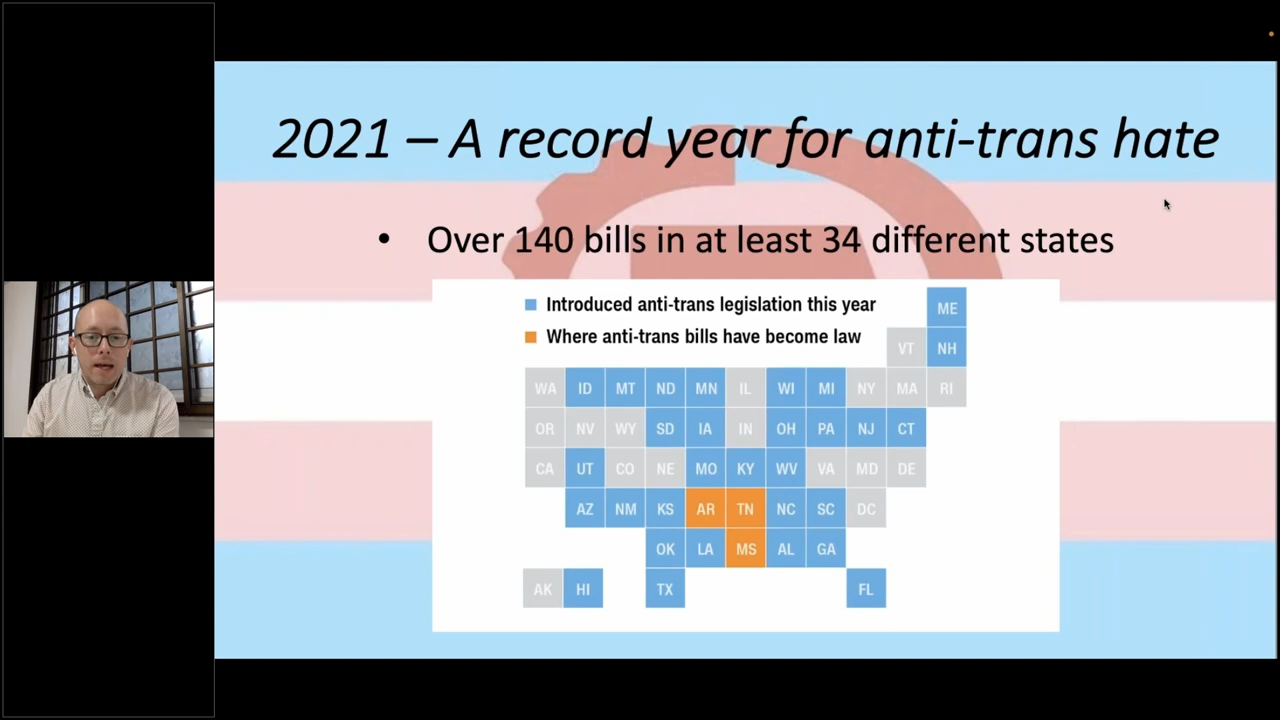 2021 – A record year for anti-trans hate
• Over 140 bills in at least 34 different states
Introduced anti-trans legislation this year
Where anti-trans bills have become law
ME
VT NH
WA ID MT ND MN IL WI MI NY MA RI
OR NV WY SD IA IN OH PA NJ CT
CA UT CO NE MO KY WV VA MD DE
AZ NM KS AR TN NC SC DC
OK LA MS AL GA
AK HI TX FL